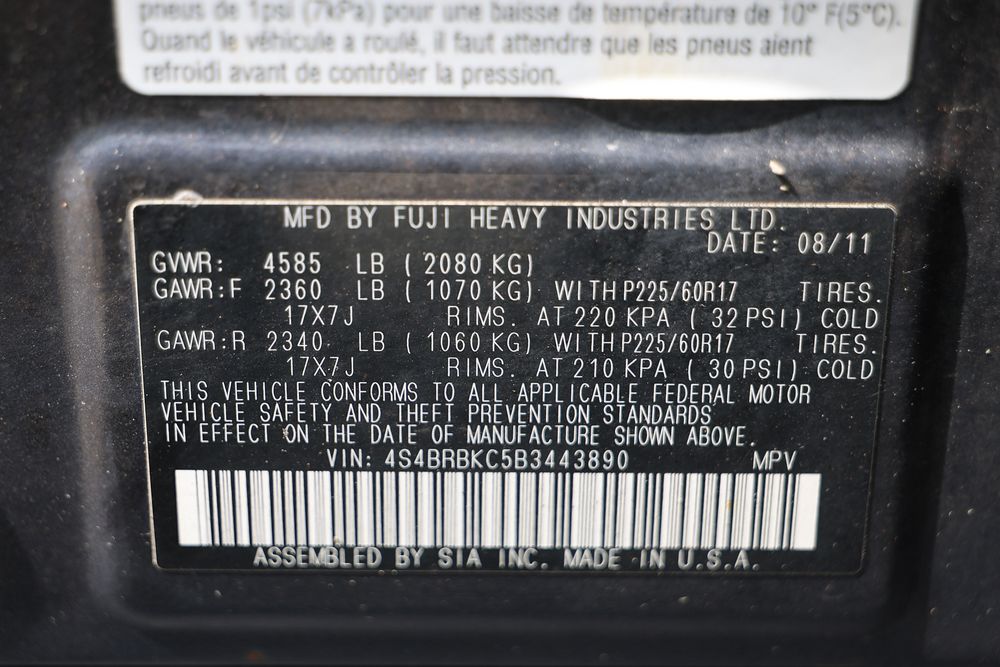 pneus de 1psi (7kPa) pour une baisse de température de 10° F(5°C).
Quand le véhicule a roulé, il faut attendre que les pneus aient
refroidi avant de contrôler la pression.
MFD BY FUJI HEAVY INDUSTRIES LTD.
DATE: 08/11
GVWR: 4585 LB ( 2080 KG)
GAWR:F 2360 LB ( 1070 KG) WITH P225/60R17 TIRES.
17X7J RIMS. AT 220 KPA ( 32 PSI) COLD
GAWR:R 2340 LB ( 1060 KG) WITH P225/60R17 TIRES.
17X7J RIMS. AT 210 KPA ( 30 PSI) COLD
THIS VEHICLE CONFORMS TO ALL APPLICABLE FEDERAL MOTOR
VEHICLE SAFETY AND THEFT PREVENTION STANDARDS
IN EFFECT ON THE DATE OF MANUFACTURE SHOWN ABOVE.
VIN: 4S4BRBKC5B3443890 MPV
ASSEMBLED BY SIA INC. MADE IN U.S.A.